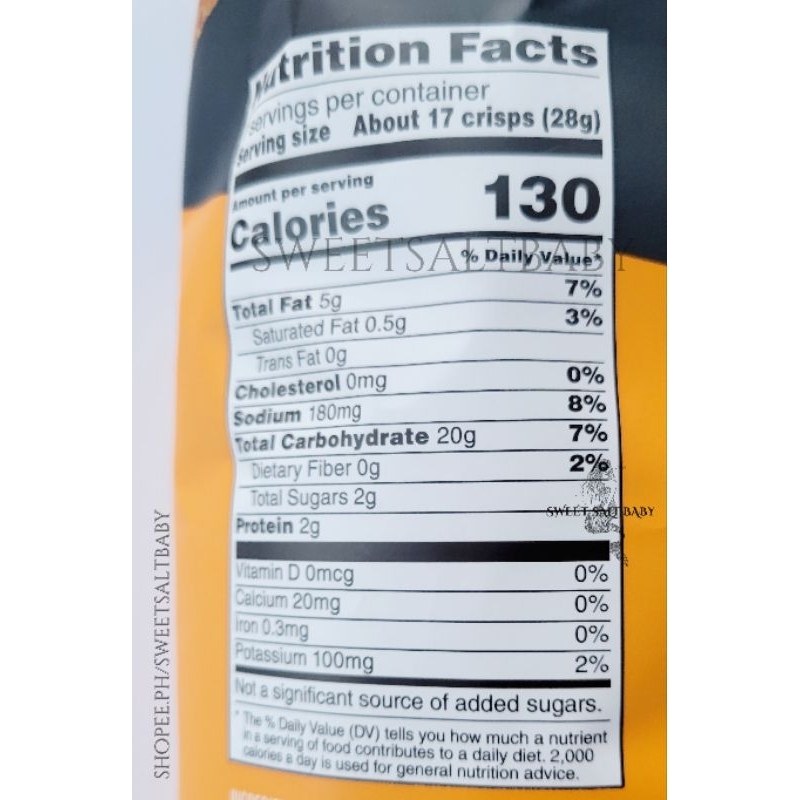 Nutrition Facts
servings per container
Serving size About 17 crisps (28g)
Amount per serving
Calories 130
% Daily Value*
Total Fat 5g 7%
Saturated Fat 0.5g 3%
Trans Fat 0g
Cholesterol 0mg 0%
Sodium 180mg 8%
Total Carbohydrate 20g 7%
Dietary Fiber 0g 2%
Total Sugars 2g
Protein 2g
Vitamin D 0mcg 0%
Calcium 20mg 0%
Iron 0.3mg 0%
Potassium 100mg 2%
Not a significant source of added sugars.
* The % Daily Value (DV) tells you how much a nutrient
in a serving of food contributes to a daily diet. 2,000
calories a day is used for general nutrition advice.
SWEETSALTBABY
SWEET SALT BABY
SHOPEE.PH/SWEETSALTBABY